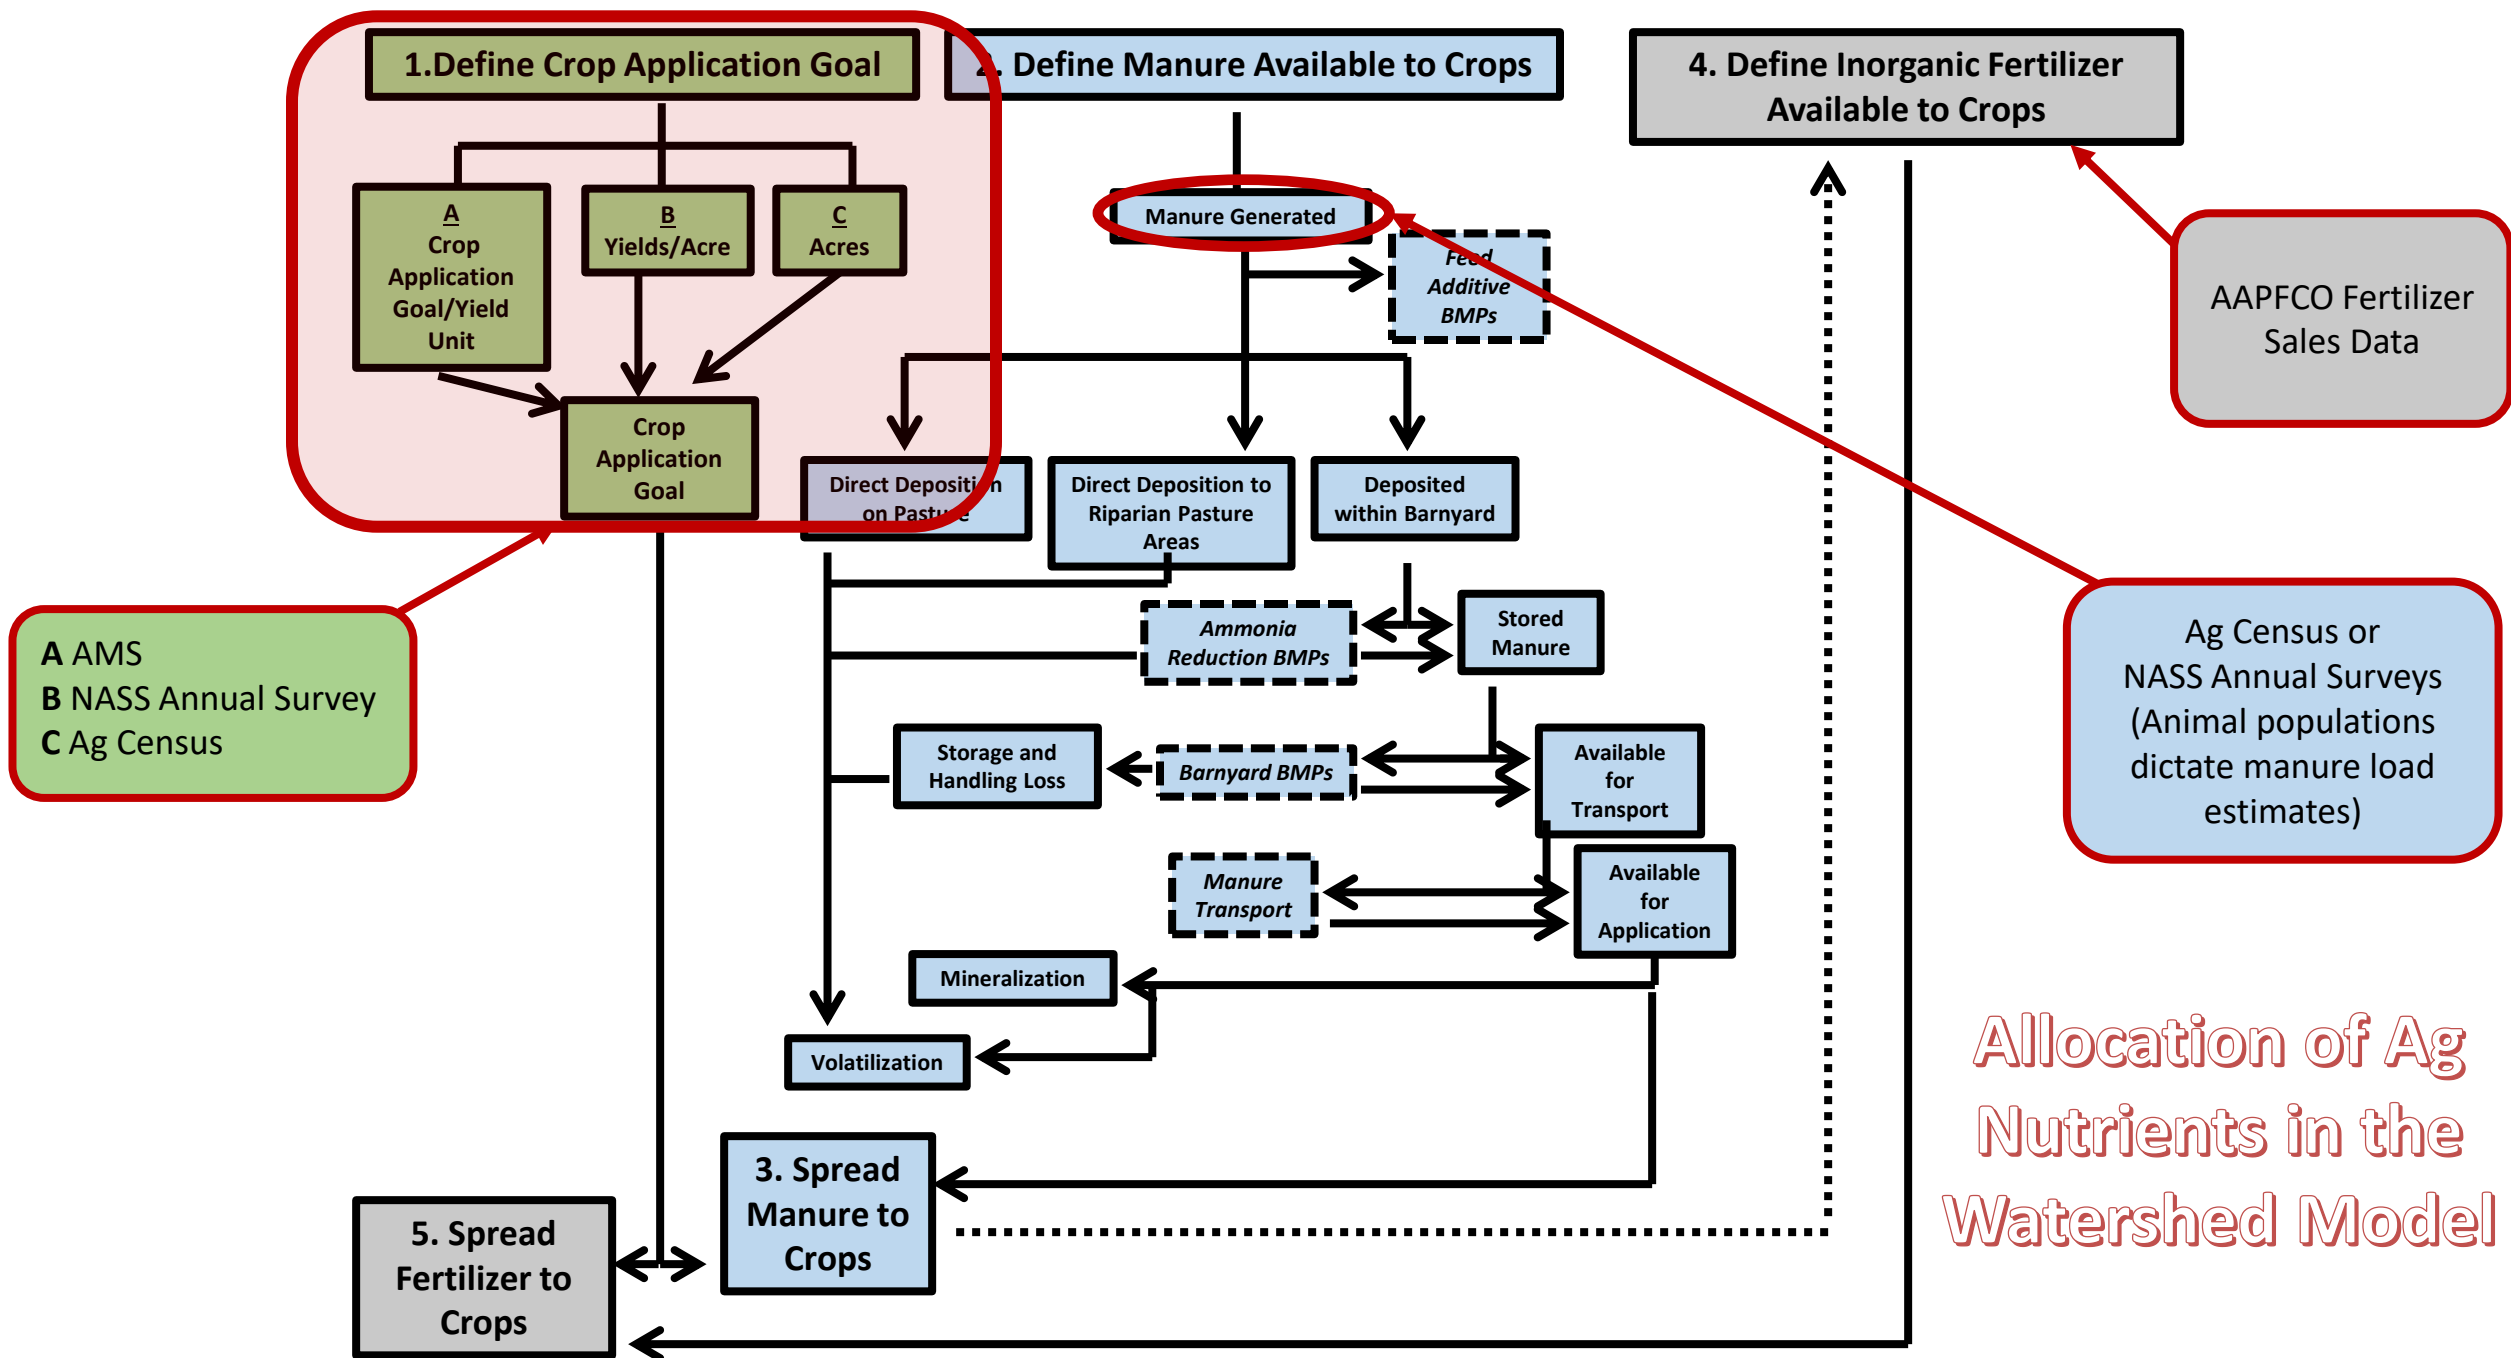 1.Define Crop Application Goal
2. Define Manure Available to Crops
4. Define Inorganic Fertilizer
Available to Crops
A
Crop
Application
Goal/Yield
Unit
B
Yields/Acre
C
Acres
Manure Generated
Feed
Additive
BMPs
AAPFCO Fertilizer
Sales Data
Crop
Application
Goal
Direct Deposition
on Pasture
Direct Deposition to
Riparian Pasture
Areas
Deposited
within Barnyard
A AMS
B NASS Annual Survey
C Ag Census
Ammonia
Reduction BMPs
Stored
Manure
Ag Census or
NASS Annual Surveys
(Animal populations
dictate manure load
estimates)
Storage and
Handling Loss
Barnyard BMPs
Available
for
Transport
Manure
Transport
Available
for
Application
Mineralization
Volatilization
Allocation of Ag
Nutrients in the
Watershed Model
3. Spread
Manure to
Crops
5. Spread
Fertilizer to
Crops